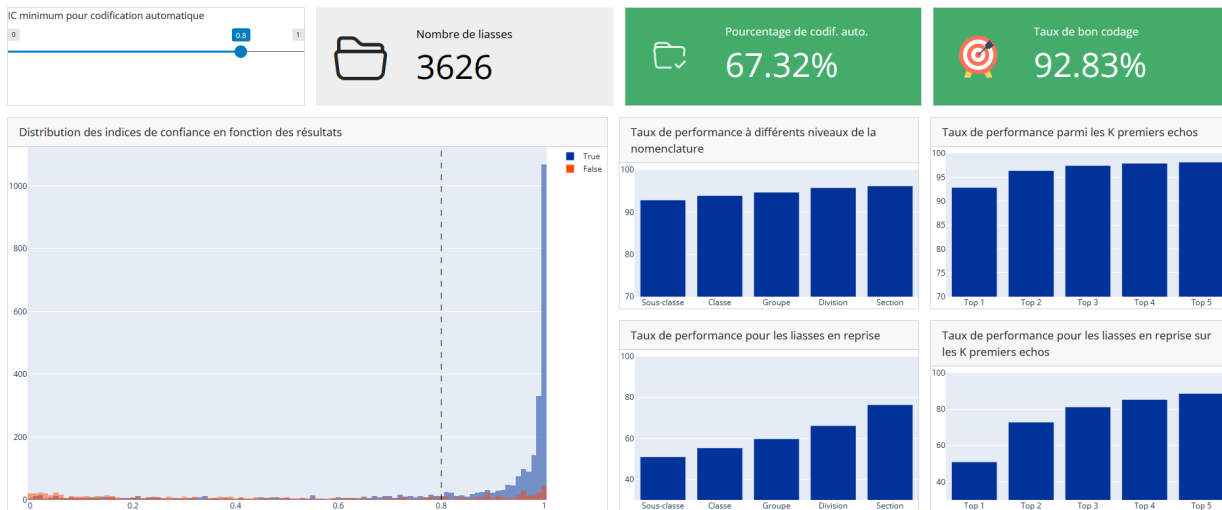 IC minimum pour codification automatique
0
0.8
1
Nombre de liasses
3626
Pourcentage de codif. auto.
67.32%
Taux de bon codage
92.83%
Distribution des indices de confiance en fonction des résultats
True
False
1000
800
600
400
200
0
0 0.2 0.4 0.6 0.8 1
Taux de performance à différents niveaux de la
nomenclature
100
90
80
70
Sous-classe Classe Groupe Division Section
Taux de performance parmi les K premiers echos
100
95
90
85
80
75
70
Top 1 Top 2 Top 3 Top 4 Top 5
Taux de performance pour les liasses en reprise
100
80
60
40
Sous-classe Classe Groupe Division Section
Taux de performance pour les liasses en reprise sur
les K premiers echos
100
80
60
40
Top 1 Top 2 Top 3 Top 4 Top 5